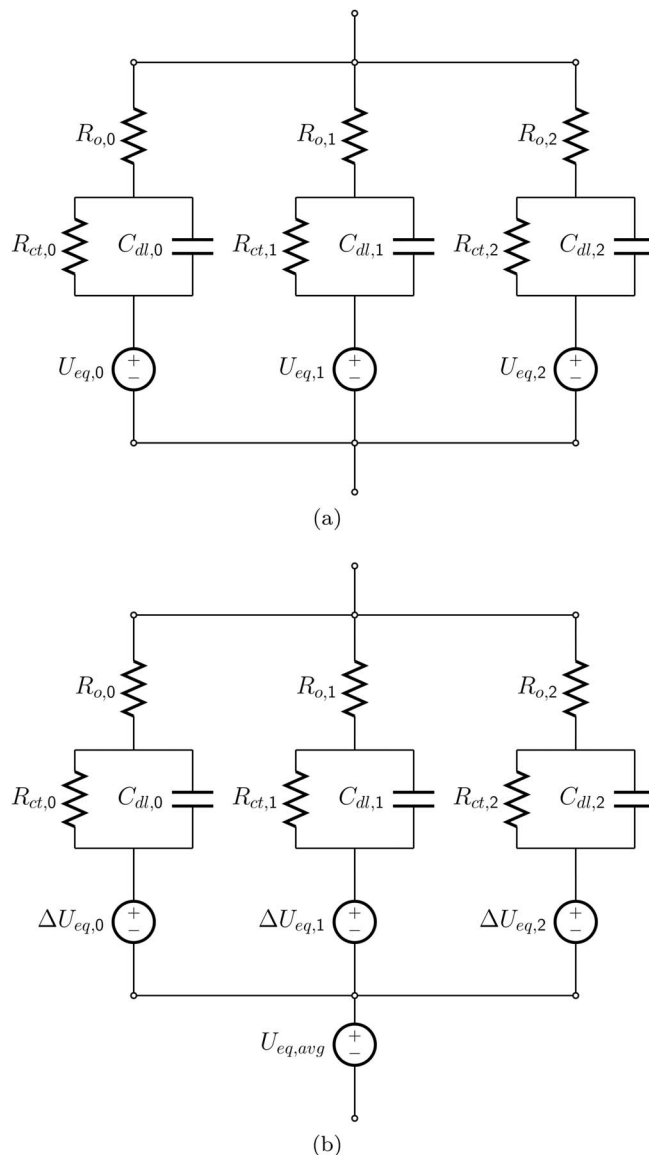 R_{o,0} R_{o,1} R_{o,2}
R_{ct,0} C_{dl,0} R_{ct,1} C_{dl,1} R_{ct,2} C_{dl,2}
U_{eq,0} + − U_{eq,1} + − U_{eq,2} + −
(a)
R_{o,0} R_{o,1} R_{o,2}
R_{ct,0} C_{dl,0} R_{ct,1} C_{dl,1} R_{ct,2} C_{dl,2}
ΔU_{eq,0} + − ΔU_{eq,1} + − ΔU_{eq,2} + −
U_{eq,avg} + −
(b)